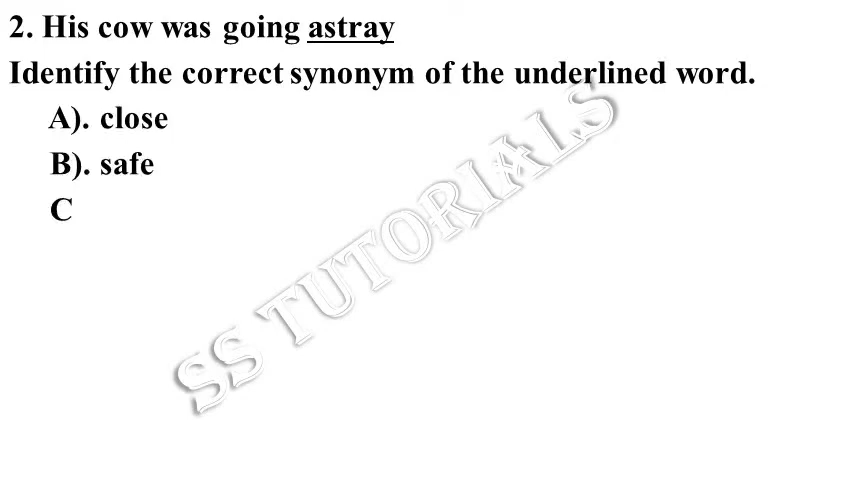 2. His cow was going astray
Identify the correct synonym of the underlined word.
A). close
B). safe
C
SS TUTORIALS